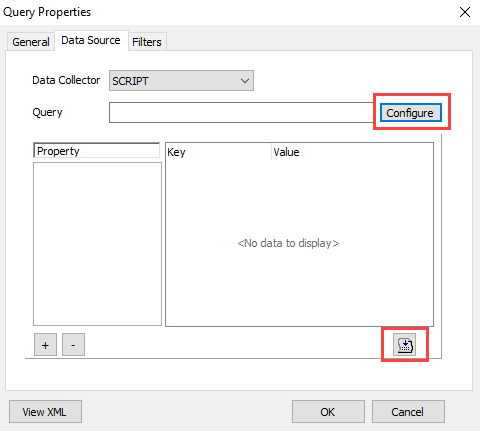 Query Properties
General Data Source Filters
Data Collector SCRIPT
Query Configure
Property Key Value
<No data to display>
+ -
View XML OK Cancel